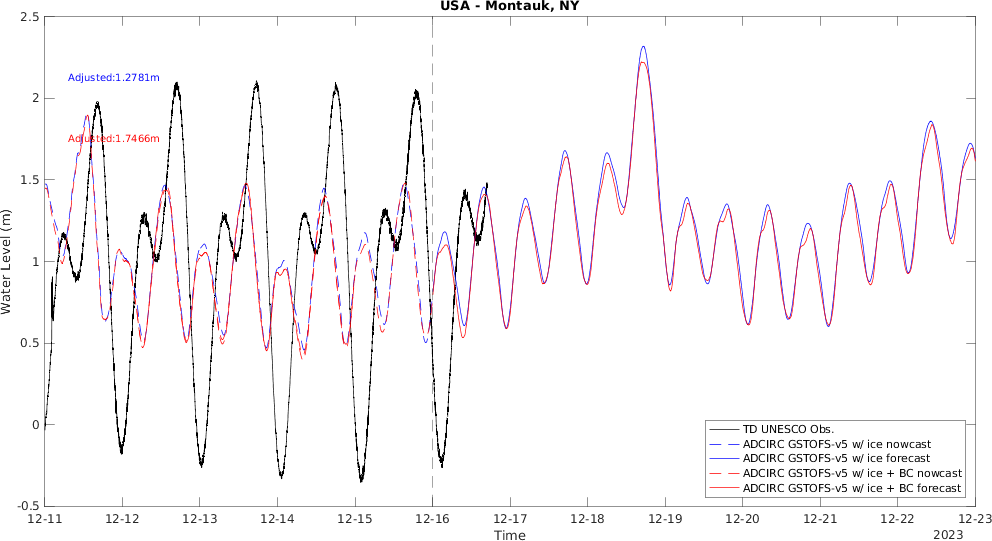 USA - Montauk, NY
2.5
2
1.5
1
0.5
0
-0.5
Water Level (m)
Adjusted:1.2781m
Adjusted:1.7466m
TD UNESCO Obs.
ADCIRC GSTOFS-v5 w/ ice nowcast
ADCIRC GSTOFS-v5 w/ ice forecast
ADCIRC GSTOFS-v5 w/ ice + BC nowcast
ADCIRC GSTOFS-v5 w/ ice + BC forecast
12-11 12-12 12-13 12-14 12-15 12-16 12-17 12-18 12-19 12-20 12-21 12-22 12-23
Time
2023